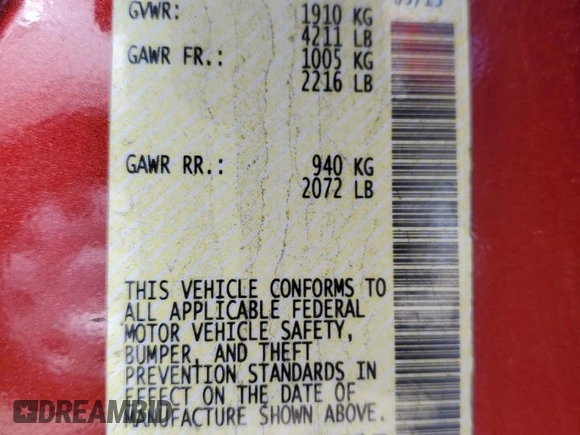 GVWR: 1910 KG
4211 LB
GAWR FR.: 1005 KG
2216 LB
GAWR RR.: 940 KG
2072 LB
THIS VEHICLE CONFORMS TO
ALL APPLICABLE FEDERAL
MOTOR VEHICLE SAFETY,
BUMPER, AND THEFT
PREVENTION STANDARDS IN
EFFECT ON THE DATE OF
MANUFACTURE SHOWN ABOVE.
DREAMBID